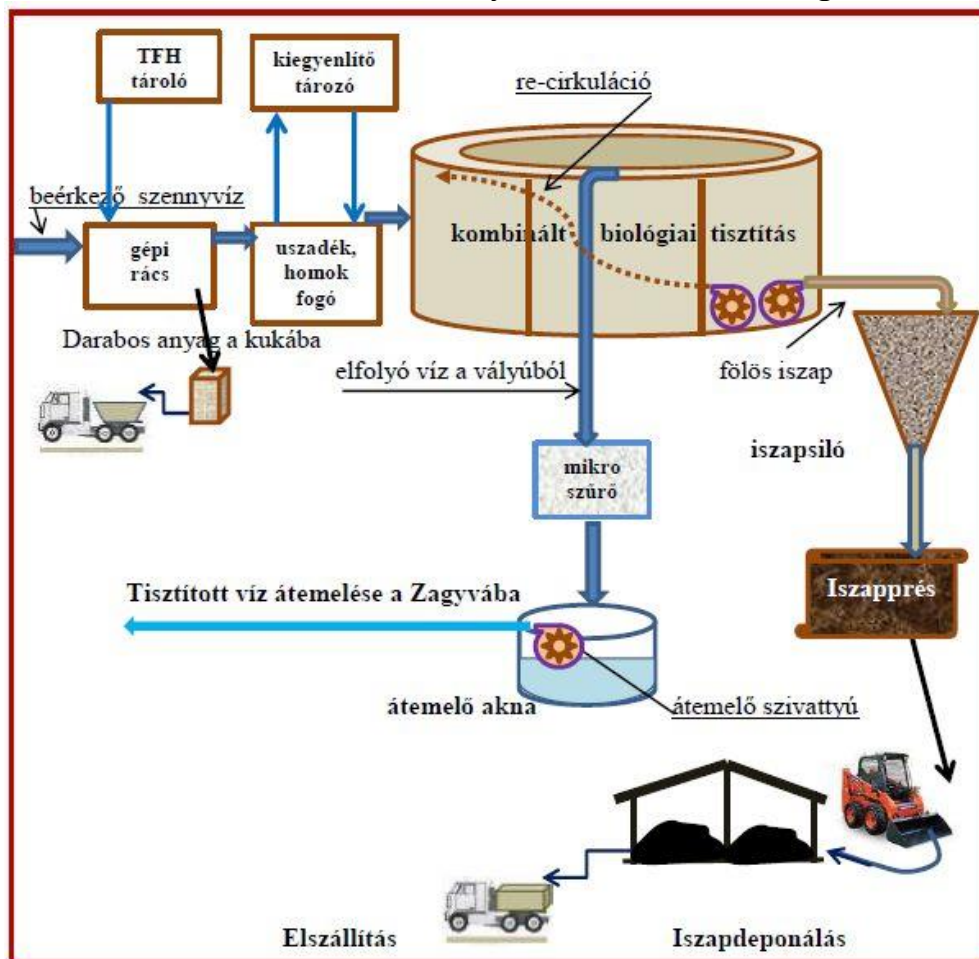 TFH
tároló
kiegyenlítő
tározó
re-cirkuláció
beérkező szennyvíz
gépi
rács
uszadék,
homok
fogó
kombinált biológiai tisztítás
Darabos anyag a kukába
elfolyó víz a vályúból
fölös iszap
iszapsiló
mikro
szűrő
Iszapprés
Tisztított víz átemelése a Zagyvába
átemelő akna
átemelő szivattyú
Elszállítás
Iszapdeponálás